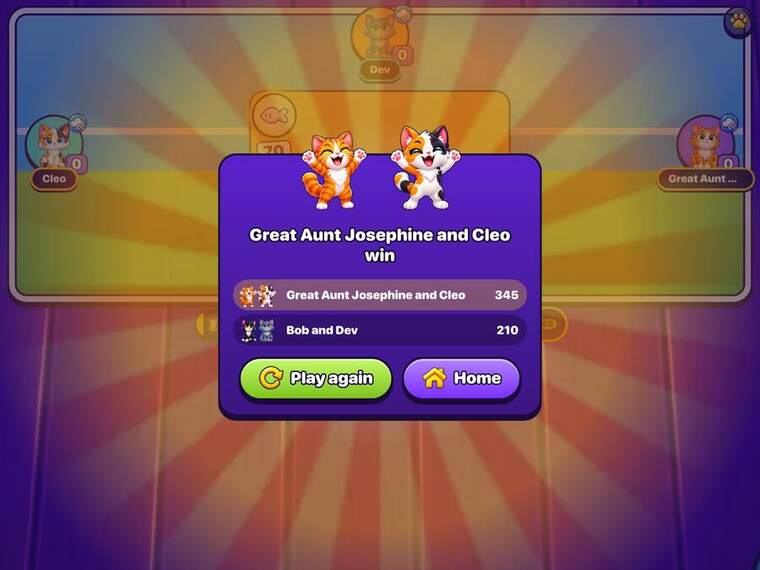 0
Dev
Cleo
0
Great Aunt ...
0
Great Aunt Josephine and Cleo
win
Great Aunt Josephine and Cleo 345
Bob and Dev 210
Play again
Home